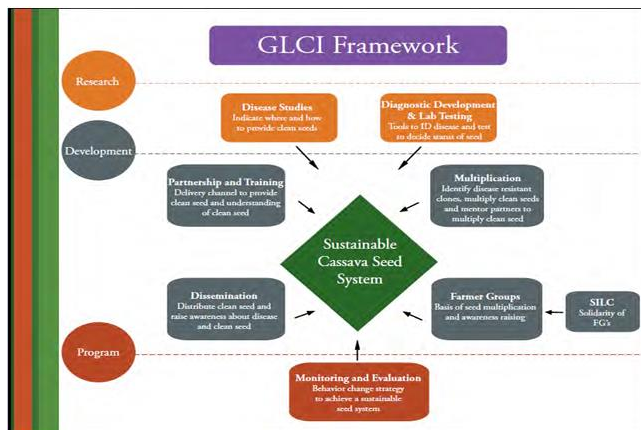 GLCI Framework
Research
Disease Studies
Indicate where and how
to provide clean seeds
Diagnostic Development
& Lab Testing
Tools to ID disease and test
to decide status of seed
Development
Partnership and Training
Delivery channel to provide
clean seed and understanding
of clean seed
Multiplication
Identify disease resistant
clones, multiply clean seeds
and mentor partners to
multiply clean seed
Sustainable
Cassava Seed
System
Dissemination
Distribute clean seed and
raise awareness about disease
and clean seed
Farmer Groups
Basis of seed multiplication
and awareness raising
SILC
Solidarity of
FG's
Program
Monitoring and Evaluation
Behavior change strategy
to achieve a sustainable
seed system